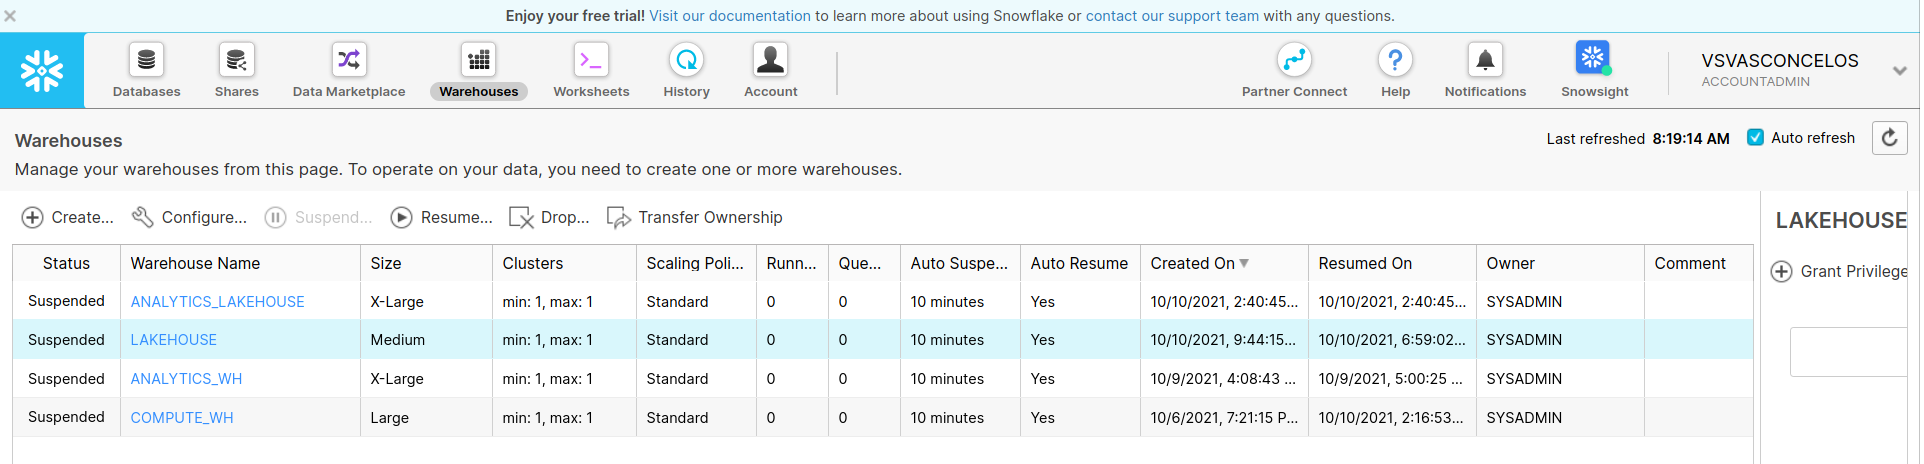 Enjoy your free trial! Visit our documentation to learn more about using Snowflake or contact our support team with any questions.
Databases Shares Data Marketplace Warehouses Worksheets History Account Partner Connect Help Notifications Snowsight
VSVASCONCELOS
ACCOUNTADMIN
Warehouses
Last refreshed 8:19:14 AM Auto refresh
Manage your warehouses from this page. To operate on your data, you need to create one or more warehouses.
Create... Configure... Suspend... Resume... Drop... Transfer Ownership
LAKEHOUSE
Status Warehouse Name Size Clusters Scaling Poli... Runn... Que... Auto Suspe... Auto Resume Created On Resumed On Owner Comment
Grant Privilege
Suspended ANALYTICS_LAKEHOUSE X-Large min: 1, max: 1 Standard 0 0 10 minutes Yes 10/10/2021, 2:40:45... 10/10/2021, 2:40:45... SYSADMIN
Suspended LAKEHOUSE Medium min: 1, max: 1 Standard 0 0 10 minutes Yes 10/10/2021, 9:44:15... 10/10/2021, 6:59:02... SYSADMIN
Suspended ANALYTICS_WH X-Large min: 1, max: 1 Standard 0 0 10 minutes Yes 10/9/2021, 4:08:43 ... 10/9/2021, 5:00:25 ... SYSADMIN
Suspended COMPUTE_WH Large min: 1, max: 1 Standard 0 0 10 minutes Yes 10/6/2021, 7:21:15 P... 10/10/2021, 2:16:53... SYSADMIN